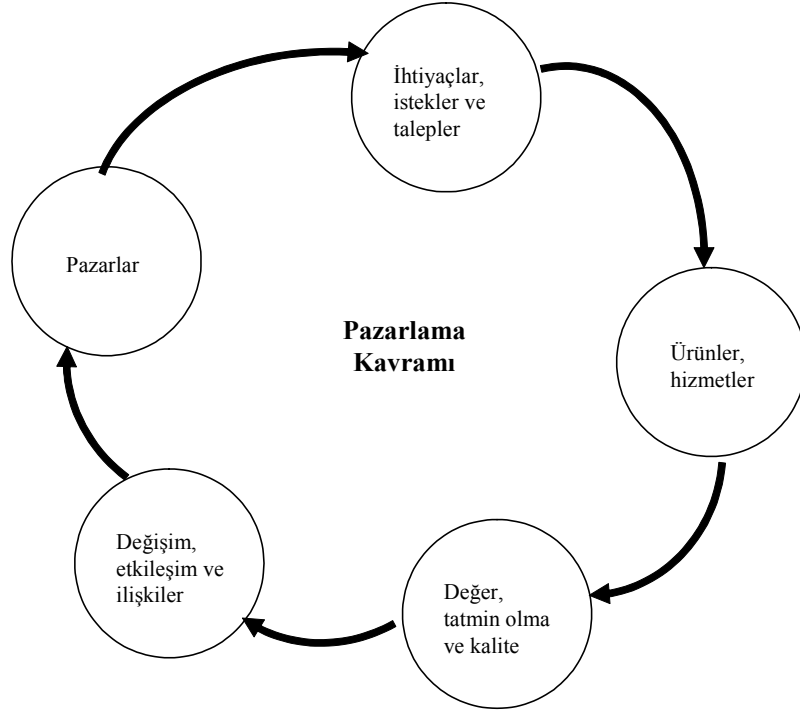 İhtiyaçlar,
istekler ve
talepler
Pazarlar
Pazarlama
Kavramı
Ürünler,
hizmetler
Değişim,
etkileşim ve
ilişkiler
Değer,
tatmin olma
ve kalite